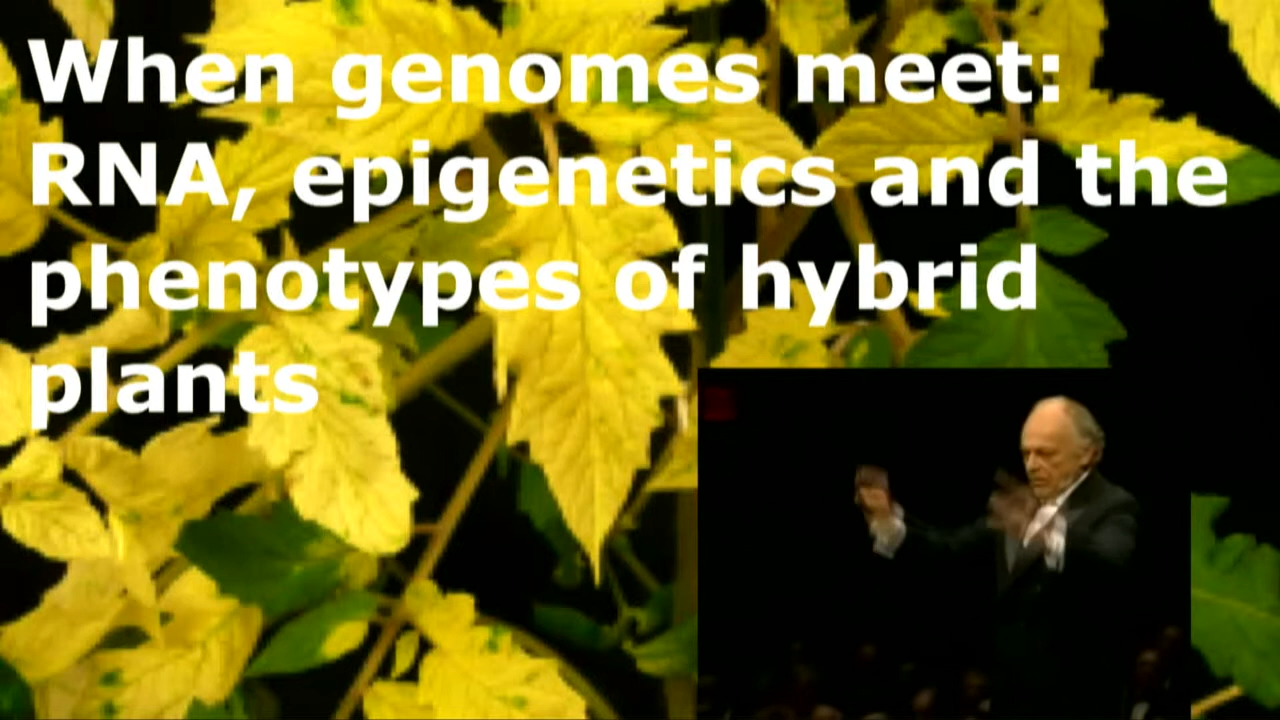 When genomes meet:
RNA, epigenetics and the
phenotypes of hybrid
plants